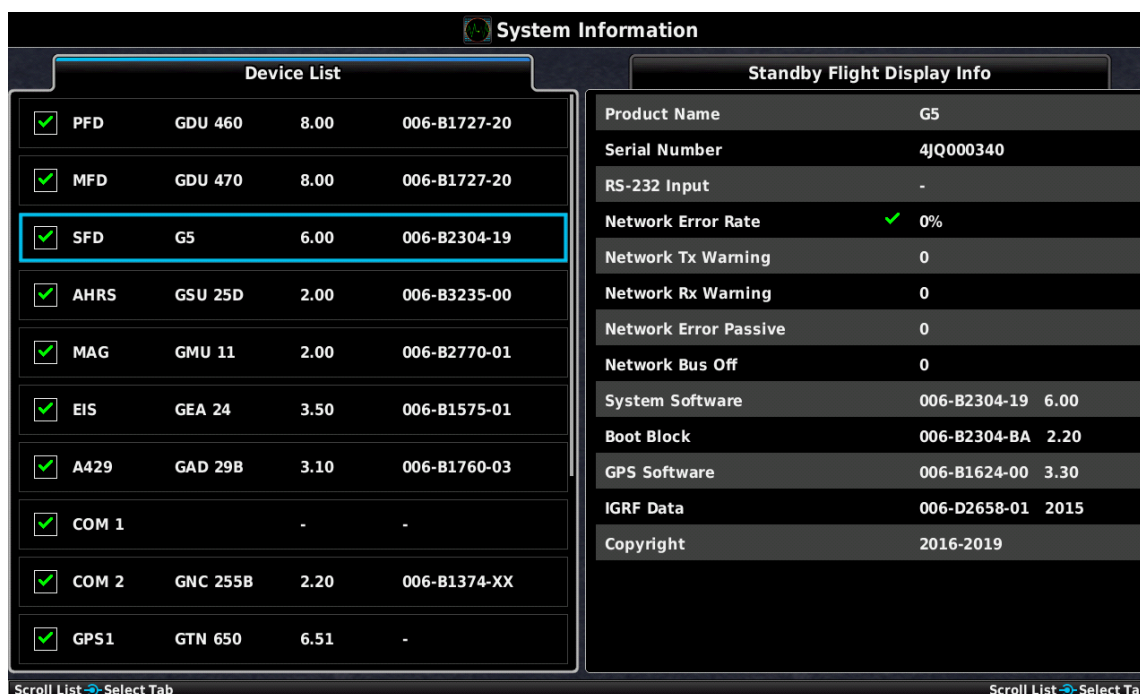 System Information
Device List
PFD GDU 460 8.00 006-B1727-20
MFD GDU 470 8.00 006-B1727-20
SFD G5 6.00 006-B2304-19
AHRS GSU 25D 2.00 006-B3235-00
MAG GMU 11 2.00 006-B2770-01
EIS GEA 24 3.50 006-B1575-01
A429 GAD 29B 3.10 006-B1760-03
COM 1 - -
COM 2 GNC 255B 2.20 006-B1374-XX
GPS1 GTN 650 6.51 -
Standby Flight Display Info
Product Name G5
Serial Number 4JQ000340
RS-232 Input -
Network Error Rate 0%
Network Tx Warning 0
Network Rx Warning 0
Network Error Passive 0
Network Bus Off 0
System Software 006-B2304-19 6.00
Boot Block 006-B2304-BA 2.20
GPS Software 006-B1624-00 3.30
IGRF Data 006-D2658-01 2015
Copyright 2016-2019
Scroll List Select Tab
Scroll List Select Ta